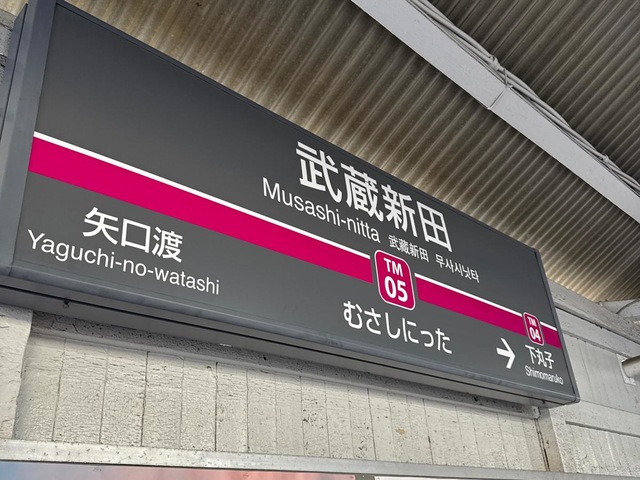 武蔵新田
Musashi-nitta
武蔵新田 무사시닛타
TM
05
むさしにった
矢口渡
Yaguchi-no-watashi
TM
04
→ 下丸子
Shimomaruko